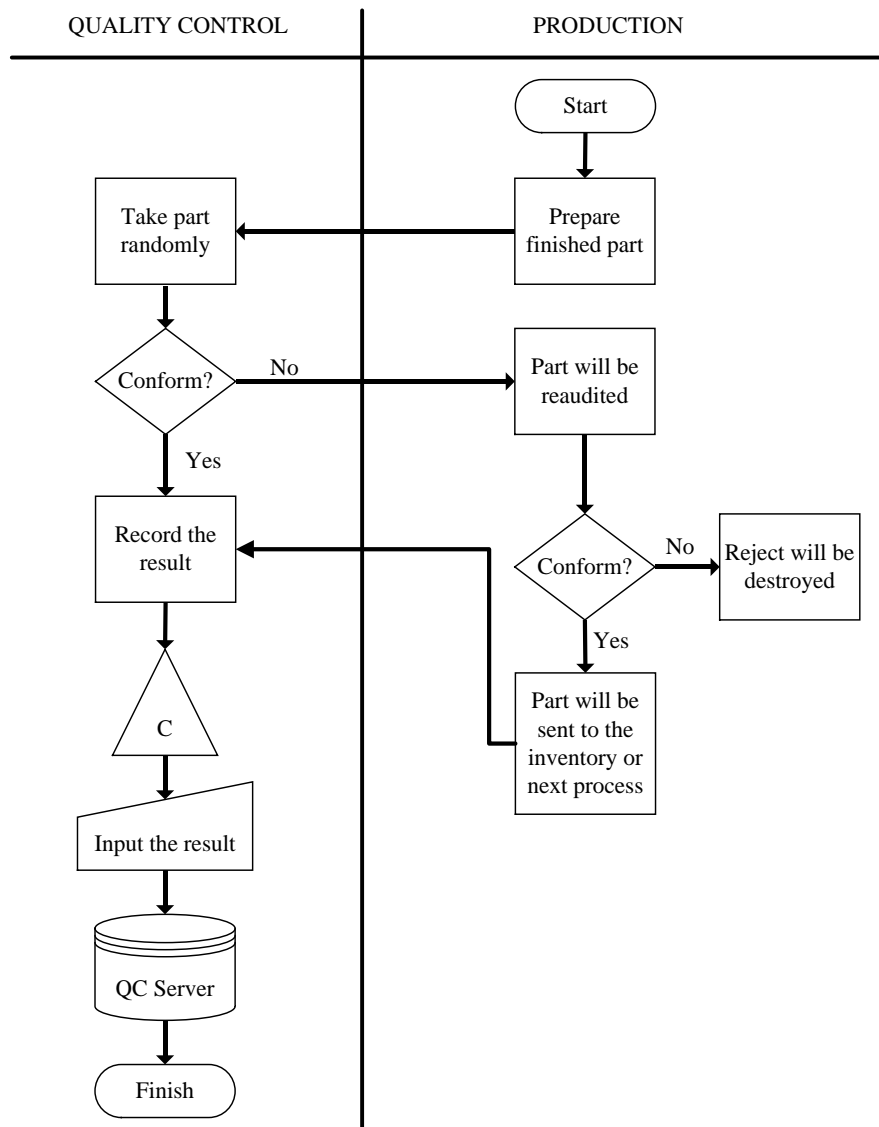 QUALITY CONTROL
PRODUCTION
Start
Take part
randomly
Prepare
finished part
Conform?
No
Part will be
reaudited
Yes
Record the
result
Conform?
No
Reject will be
destroyed
Yes
Part will be
sent to the
inventory or
next process
C
Input the result
QC Server
Finish